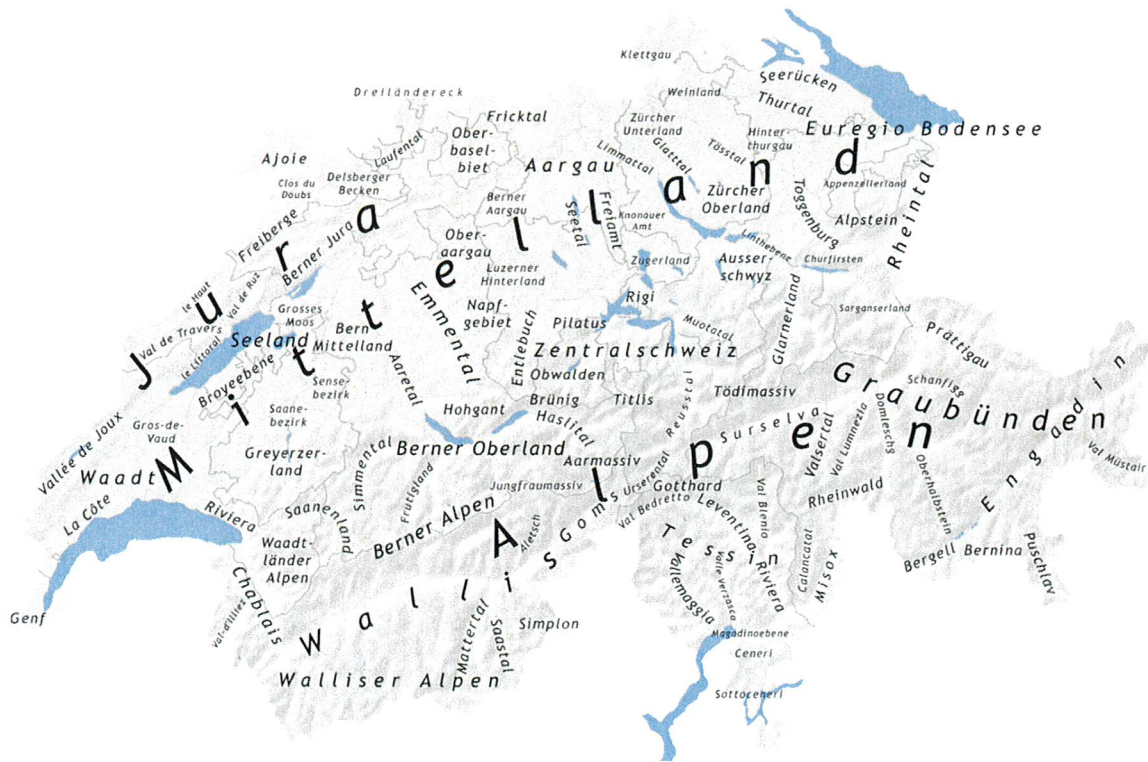 Klettgau
Seerücken
Dreiländereck
Weinland
Thurtal
Fricktal
Zürcher
Unterland
Hinter-
thurgau
Euregio Bodensee
Ober-
basel-
biet
Laufental
Glatttal
Tösstal
Limmattal
Ajoie
Aargau
Delsberger
Becken
Clos du
Doubs
Mittelland
Zürcher
Oberland
Appenzellerland
Toggenburg
Rheintal
Berner
Aargau
Seetal
Freiamt
Knonauer
Amt
Alpstein
Freiberge
Berner Jura
Jura
Ober-
aargau
Linthebene
Zugerland
Ausser-
schwyz
Churfirsten
Luzerner
Hinterland
le Haut
Val de Ruz
Emmental
Rigi
Grosses
Moos
Napf-
gebiet
Glarnerland
Sarganserland
Val de Travers
Seeland
Bern
Mittelland
Pilatus
Muotatal
Prättigau
le Littoral
Entlebuch
Zentralschweiz
Broyeebene
Aaretal
Obwalden
Schanfigg
Sense-
bezirk
Graubünden
Brünig
Titlis
Tödimassiv
Domleschg
Engadin
Saane-
bezirk
Hohgant
Haslital
Reusstal
Surselva
Val Lumnezia
Valsertal
Vallée de Joux
Gros-de-
Vaud
Greyerzer-
land
Simmental
Berner Oberland
Alpen
Val Müstair
Waadt
Aarmassiv
Oberhalbstein
Frutigland
Jungfraumassiv
Urserental
Gotthard
Rheinwald
La Côte
Riviera
Saanenland
Goms
Val Bedretto
Leventina
Val Blenio
Berner Alpen
Aletsch
Tessin
Waadt-
länder
Alpen
Calancatal
Misox
Bergell
Bernina
Puschlav
Chablais
Vallemaggia
Valle Verzasca
Riviera
Wallis
Genf
Val-d'Illiez
Mattertal
Saastal
Simplon
Magadinoebene
Ceneri
Walliser Alpen
Sottoceneri